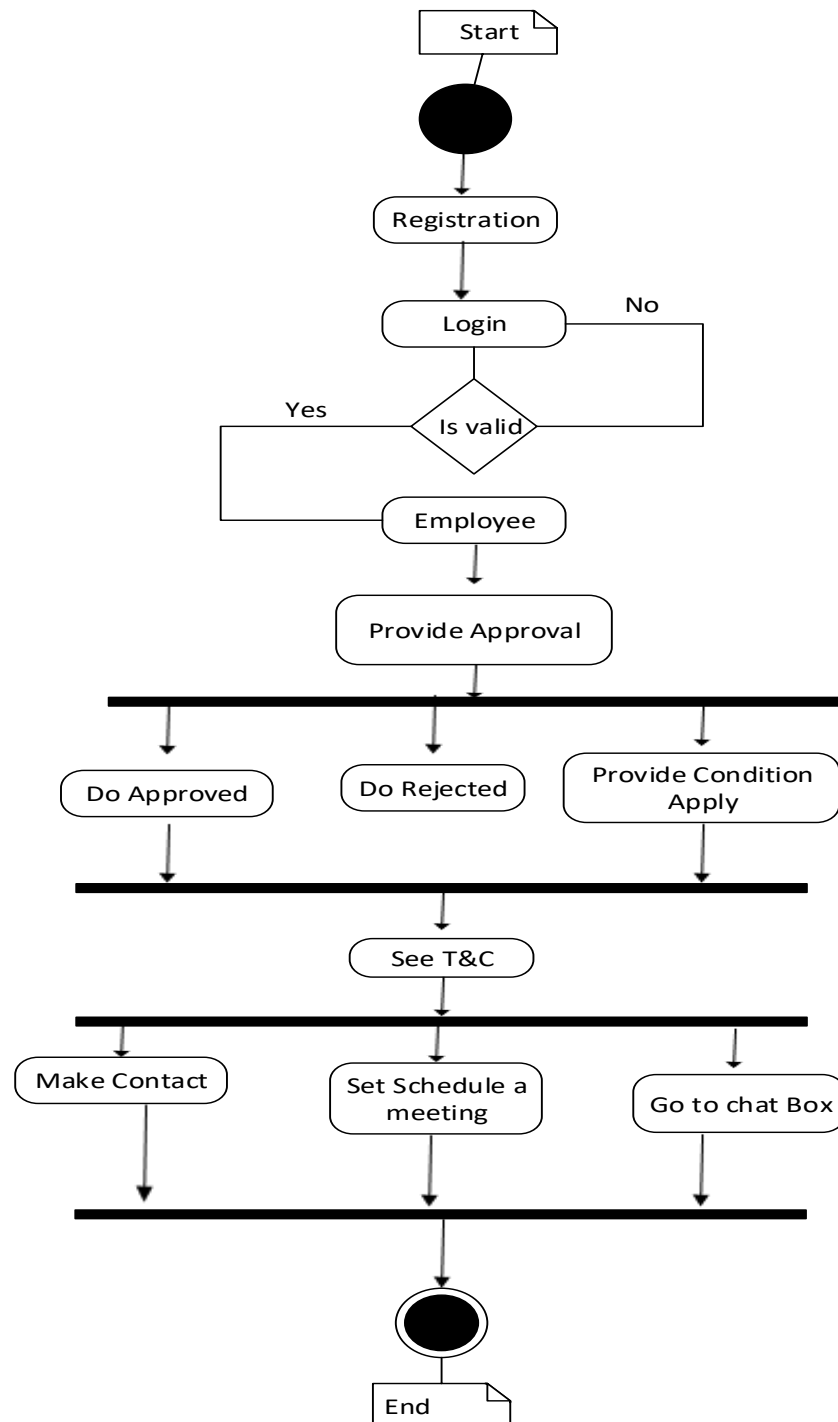 Start
Registration
Login
No
Yes
Is valid
Employee
Provide Approval
Do Approved
Do Rejected
Provide Condition
Apply
See T&C
Make Contact
Set Schedule a
meeting
Go to chat Box
End